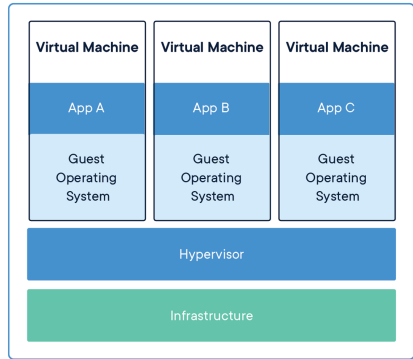 Virtual Machine
App A
Guest
Operating
System
Virtual Machine
App B
Guest
Operating
System
Virtual Machine
App C
Guest
Operating
System
Hypervisor
Infrastructure